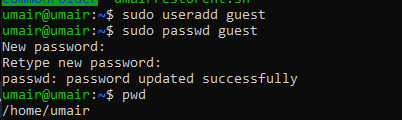 umair@umair:~$ sudo useradd guest
umair@umair:~$ sudo passwd guest
New password:
Retype new password:
passwd: password updated successfully
umair@umair:~$ pwd
/home/umair